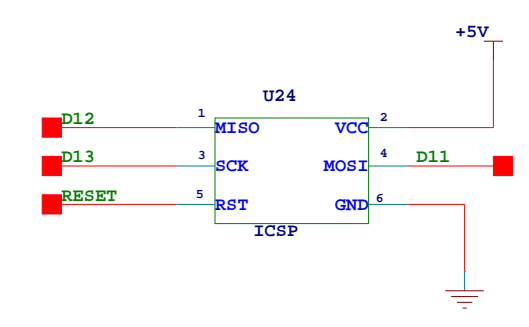 +5V
U24
D12 1 MISO VCC 2
D13 3 SCK MOSI 4 D11
RESET 5 RST GND 6
ICSP